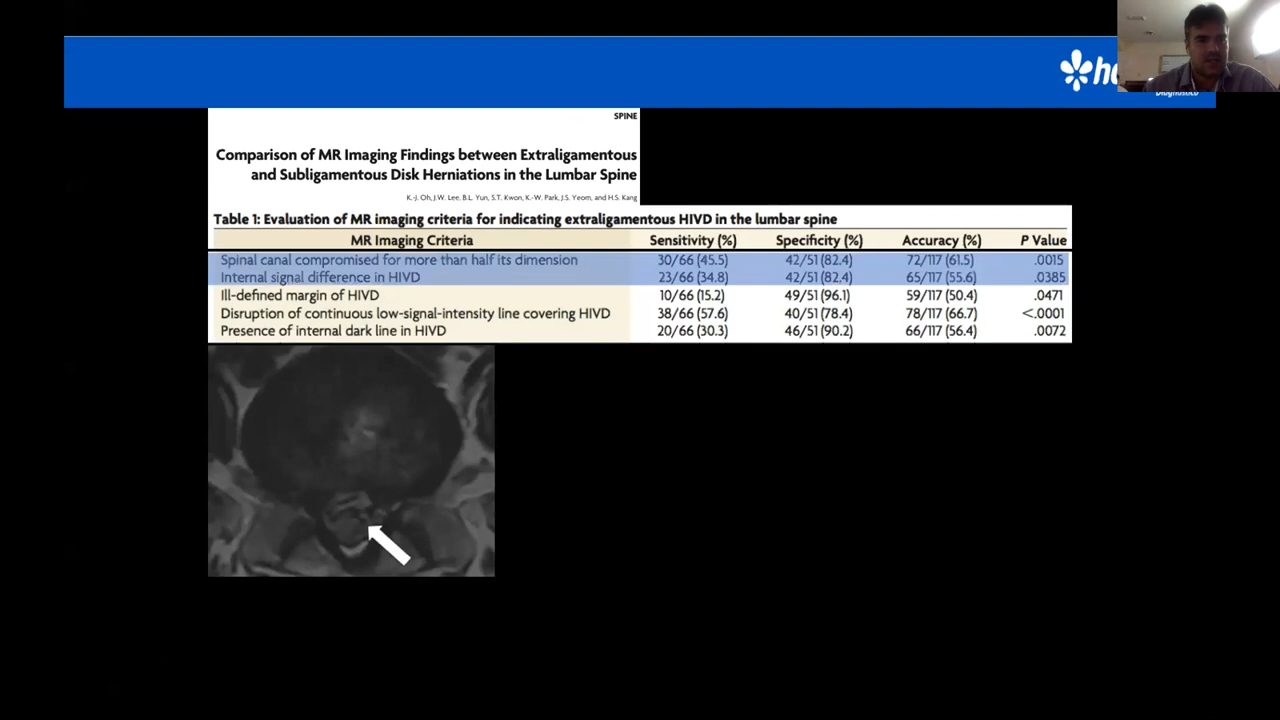 he
Diagnóstico
SPINE
Comparison of MR Imaging Findings between Extraligamentous
and Subligamentous Disk Herniations in the Lumbar Spine
K.-J. Oh, J.W. Lee, B.L. Yun, S.T. Kwon, K.-W. Park, J.S. Yeom, and H.S. Kang
Table 1: Evaluation of MR imaging criteria for indicating extraligamentous HIVD in the lumbar spine
MR Imaging Criteria Sensitivity (%) Specificity (%) Accuracy (%) P Value
Spinal canal compromised for more than half its dimension 30/66 (45.5) 42/51 (82.4) 72/117 (61.5) .0015
Internal signal difference in HIVD 23/66 (34.8) 42/51 (82.4) 65/117 (55.6) .0385
Ill-defined margin of HIVD 10/66 (15.2) 49/51 (96.1) 59/117 (50.4) .0471
Disruption of continuous low-signal-intensity line covering HIVD 38/66 (57.6) 40/51 (78.4) 78/117 (66.7) <.0001
Presence of internal dark line in HIVD 20/66 (30.3) 46/51 (90.2) 66/117 (56.4) .0072